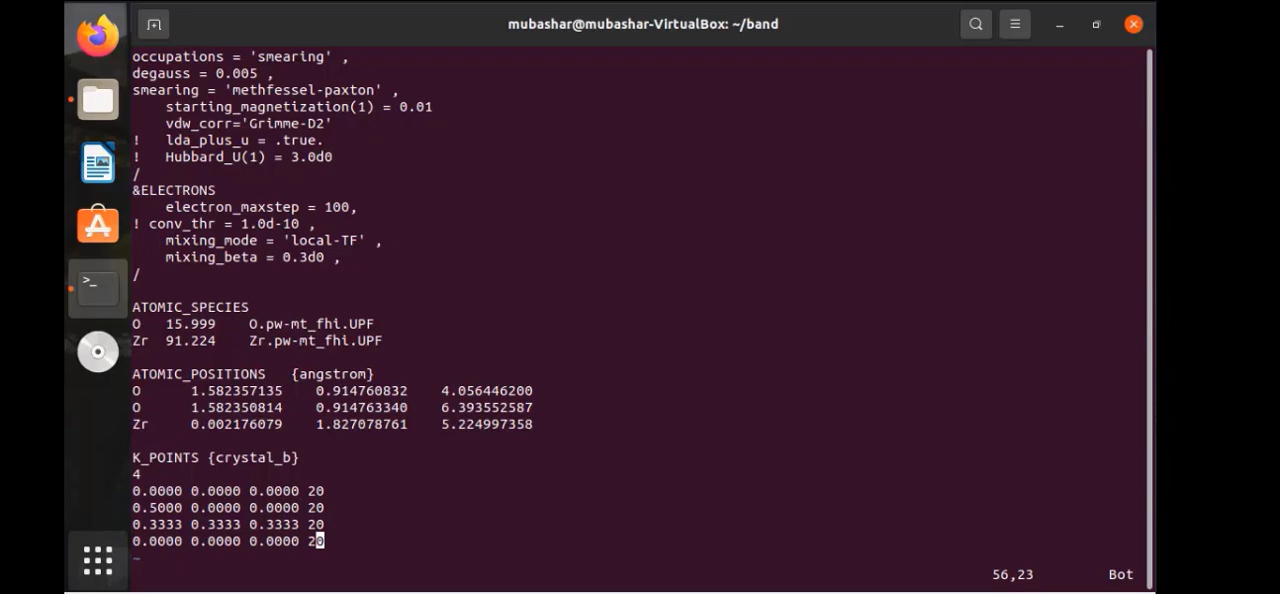 mubashar@mubashar-VirtualBox: ~/band
occupations = 'smearing' ,
degauss = 0.005 ,
smearing = 'methfessel-paxton' ,
starting_magnetization(1) = 0.01
vdw_corr='Grimme-D2'
! lda_plus_u = .true.
! Hubbard_U(1) = 3.0d0
/
&ELECTRONS
electron_maxstep = 100,
! conv_thr = 1.0d-10 ,
mixing_mode = 'local-TF' ,
mixing_beta = 0.3d0 ,
/
ATOMIC_SPECIES
O 15.999 O.pw-mt_fhi.UPF
Zr 91.224 Zr.pw-mt_fhi.UPF
ATOMIC_POSITIONS {angstrom}
O 1.582357135 0.914760832 4.056446200
O 1.582350814 0.914763340 6.393552587
Zr 0.002176079 1.827078761 5.224997358
K_POINTS {crystal_b}
4
0.0000 0.0000 0.0000 20
0.5000 0.0000 0.0000 20
0.3333 0.3333 0.3333 20
0.0000 0.0000 0.0000 20
~
56,23 Bot